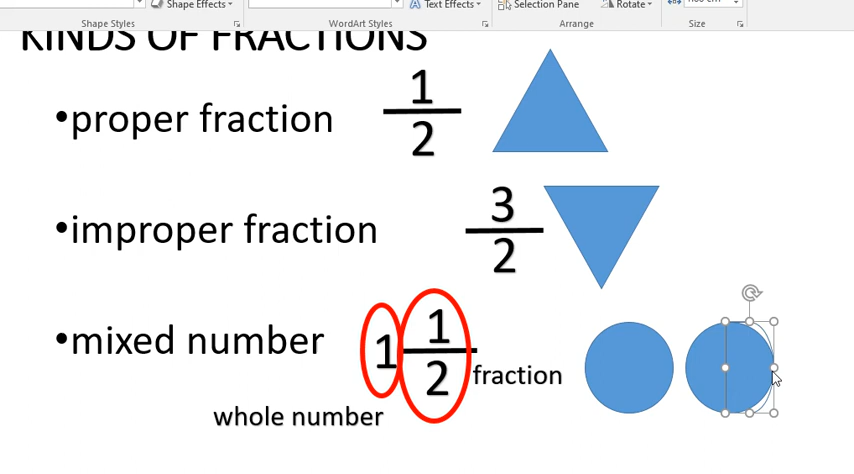 Shape Effects
Text Effects
Selection Pane
Rotate
Shape Styles
WordArt Styles
Arrange
Size
KINDS OF FRACTIONS
•proper fraction
1
2
•improper fraction
3
2
•mixed number
1 1
2
fraction
whole number